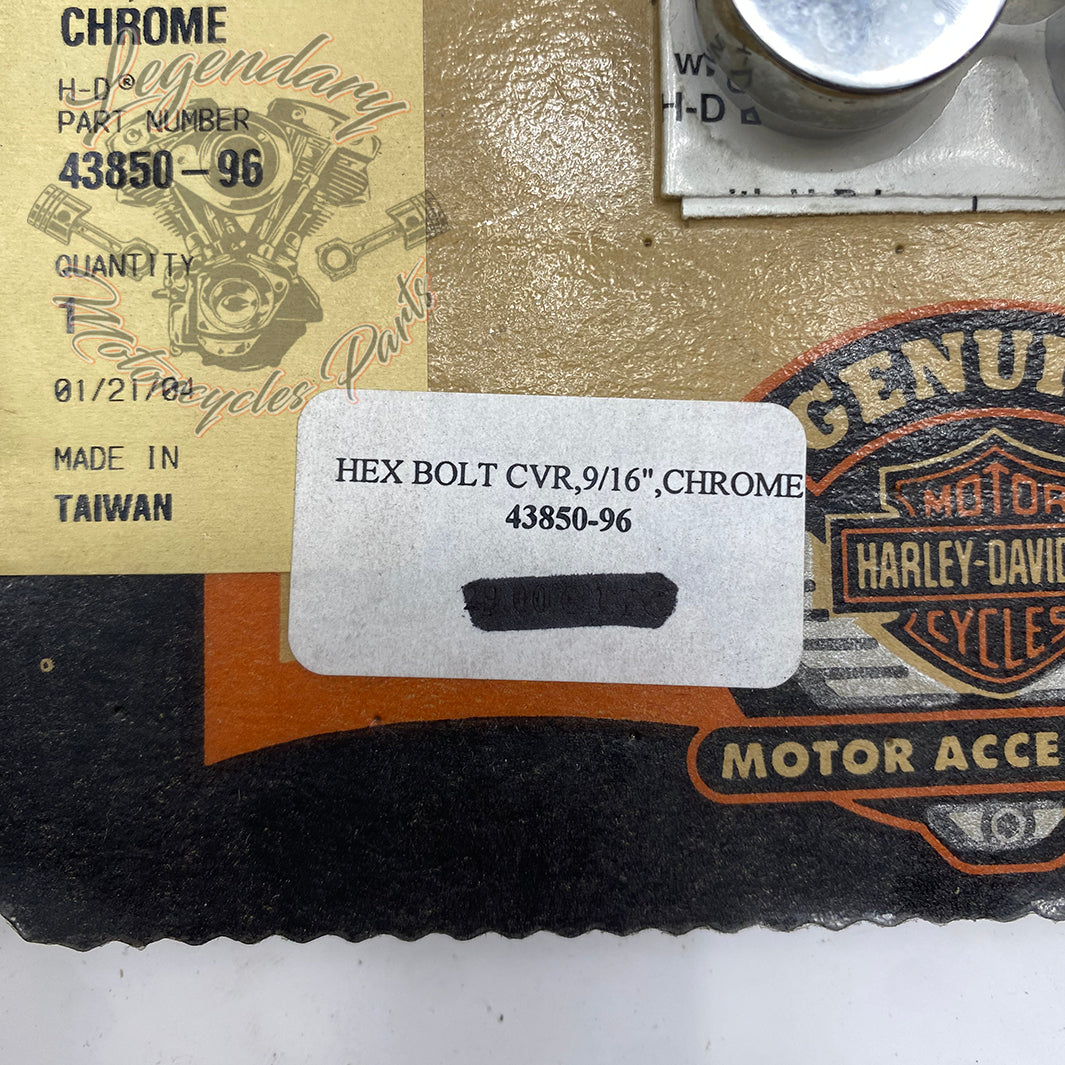 CHROME
H-D®
PART NUMBER
43850-96
QUANTITY
1
01/21/04
MADE IN
TAIWAN
Legendary
Motorcycles Parts
H-D
HEX BOLT CVR,9/16",CHROME
43850-96
MOTOR
HARLEY-DAVID
CYCLES
MOTOR ACCE
GENUI